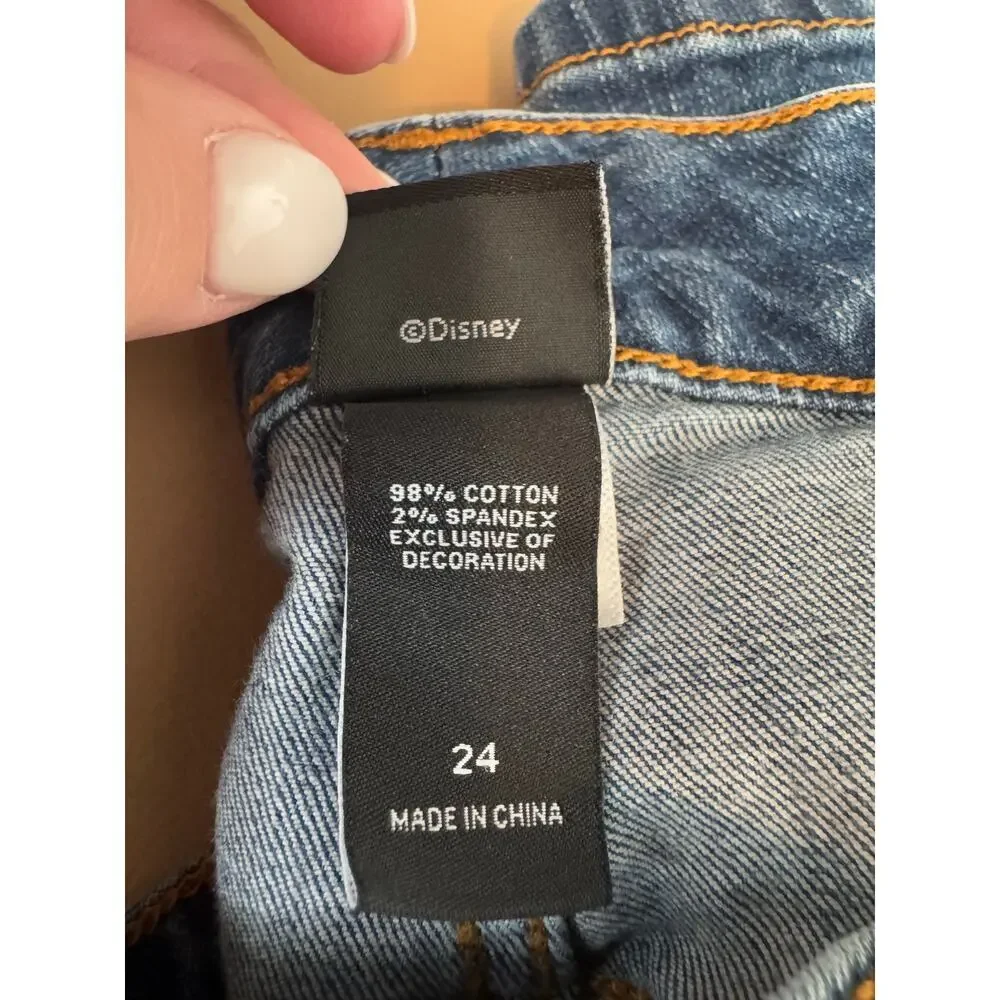 ©Disney
98% COTTON
2% SPANDEX
EXCLUSIVE OF
DECORATION
24
MADE IN CHINA